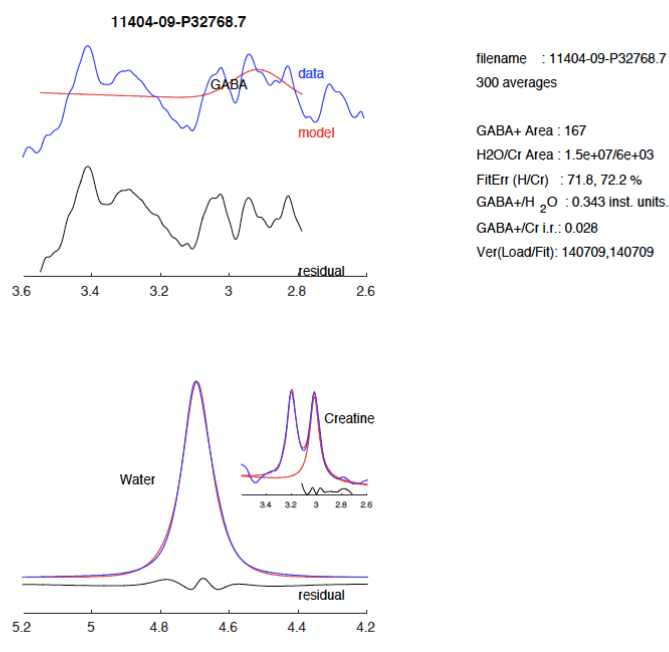 11404-09-P32768.7
data
GABA
model
residual
3.6 3.4 3.2 3 2.8 2.6
filename : 11404-09-P32768.7
300 averages
GABA+ Area : 167
H2O/Cr Area : 1.5e+07/6e+03
FitErr (H/Cr) : 71.8, 72.2 %
GABA+/H 2O : 0.343 inst. units.
GABA+/Cr i.r.: 0.028
Ver(Load/Fit): 140709,140709
Creatine
Water
3.4 3.2 3 2.8 2.6
residual
5.2 5 4.8 4.6 4.4 4.2